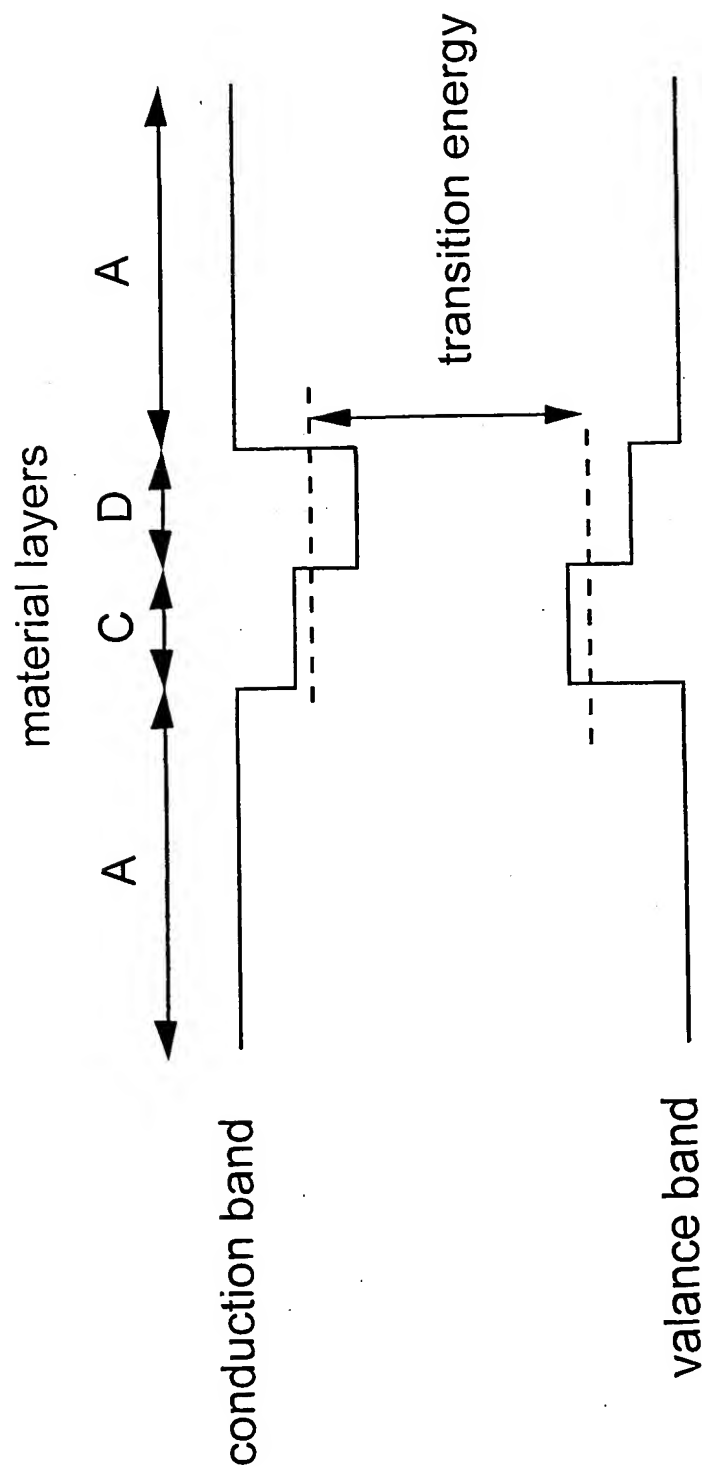 material layers
A
C
D
A
conduction band
transition energy
valance band